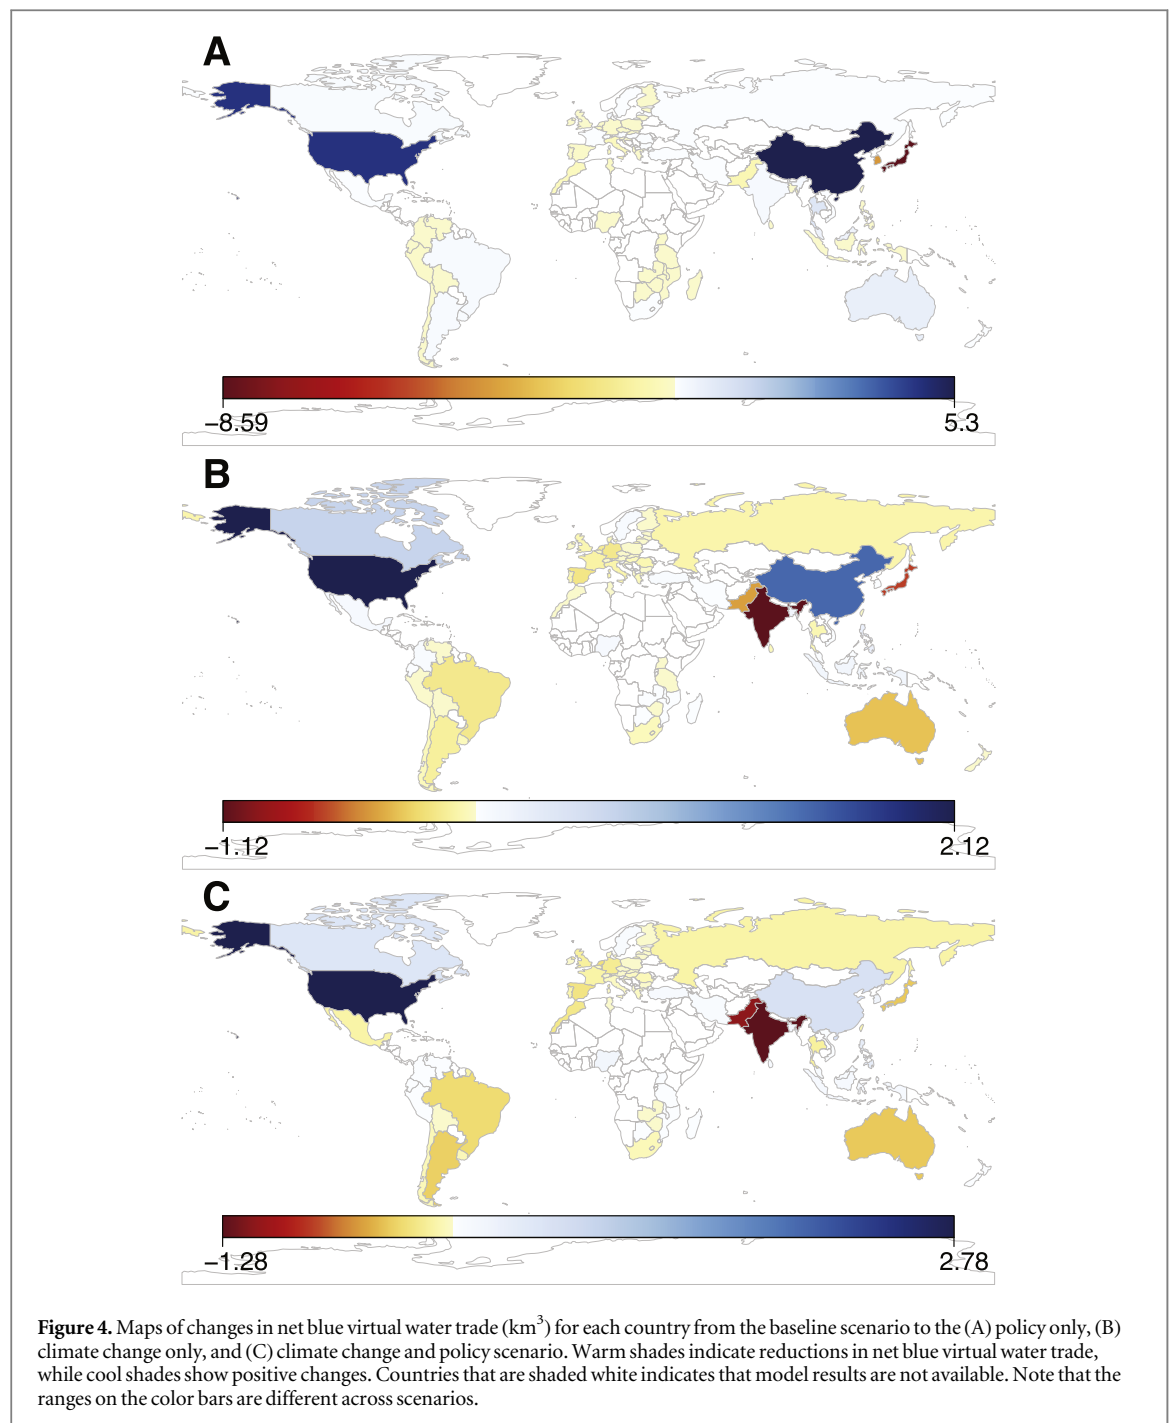 A
−8.59
5.3
B
−1.12
2.12
C
−1.28
2.78
Figure 4. Maps of changes in net blue virtual water trade (km³) for each country from the baseline scenario to the (A) policy only, (B)
climate change only, and (C) climate change and policy scenario. Warm shades indicate reductions in net blue virtual water trade,
while cool shades show positive changes. Countries that are shaded white indicates that model results are not available. Note that the
ranges on the color bars are different across scenarios.